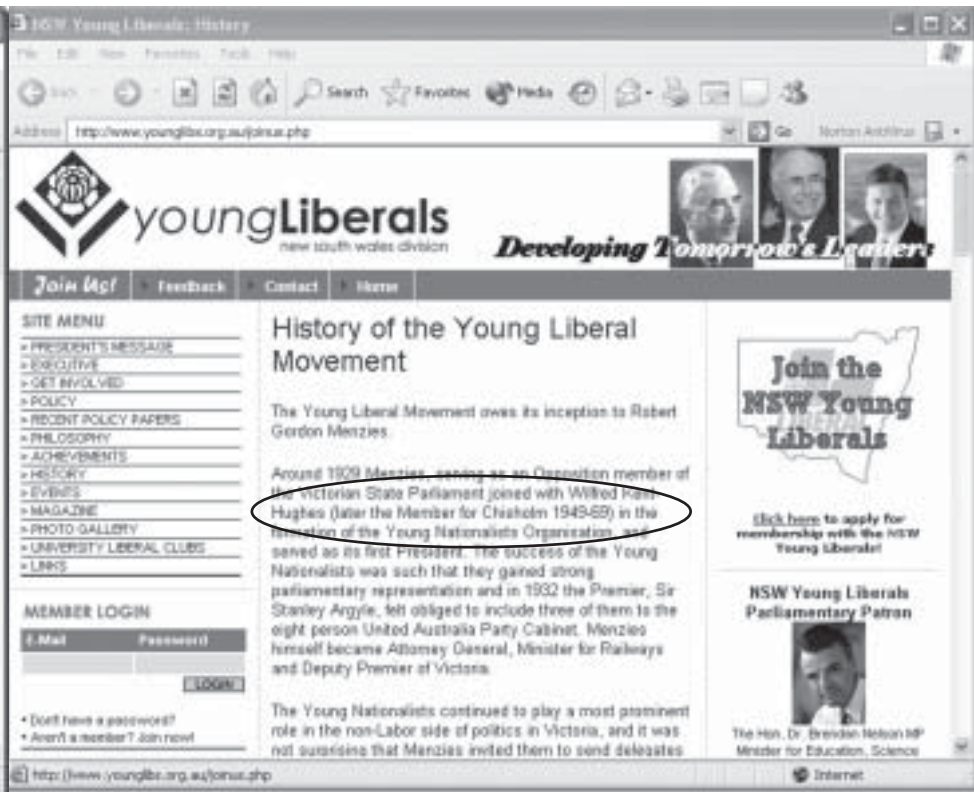 NSW Young Liberals: History
File Edit View Favorites Tools Help
Back Search Favorites Media
Address http://www.younglibs.org.au/joinus.php Go Norton AntiVirus
youngLiberals
new south wales division
Developing Tomorrow's Leaders
Join Us! Feedback Contact Home
SITE MENU
» PRESIDENT'S MESSAGE
» EXECUTIVE
» GET INVOLVED
» POLICY
» RECENT POLICY PAPERS
» PHILOSOPHY
» ACHIEVEMENTS
» HISTORY
» EVENTS
» MAGAZINE
» PHOTO GALLERY
» UNIVERSITY LIBERAL CLUBS
» LINKS
MEMBER LOGIN
E-Mail Password
LOGIN
• Don't have a password?
• Aren't a member? Join now!
History of the Young Liberal
Movement
The Young Liberal Movement owes its inception to Robert
Gordon Menzies.
Around 1929 Menzies, serving as an Opposition member of
the Victorian State Parliament joined with Wilfred Kent
Hughes (later the Member for Chisholm 1949-69) in the
formation of the Young Nationalists Organisation, and
served as its first President. The success of the Young
Nationalists was such that they gained strong
parliamentary representation and in 1932 the Premier, Sir
Stanley Argyle, felt obliged to include three of them to the
eight person United Australia Party Cabinet. Menzies
himself became Attorney General, Minister for Railways
and Deputy Premier of Victoria.
The Young Nationalists continued to play a most prominent
role in the non-Labor side of politics in Victoria, and it was
not surprising that Menzies invited them to send delegates
Join the
NSW Young
Liberals
LIBERAL
Click here to apply for
membership with the NSW
Young Liberals!
NSW Young Liberals
Parliamentary Patron
The Hon. Dr. Brendan Nelson MP
Minister for Education, Science
http://www.younglibs.org.au/joinus.php Internet